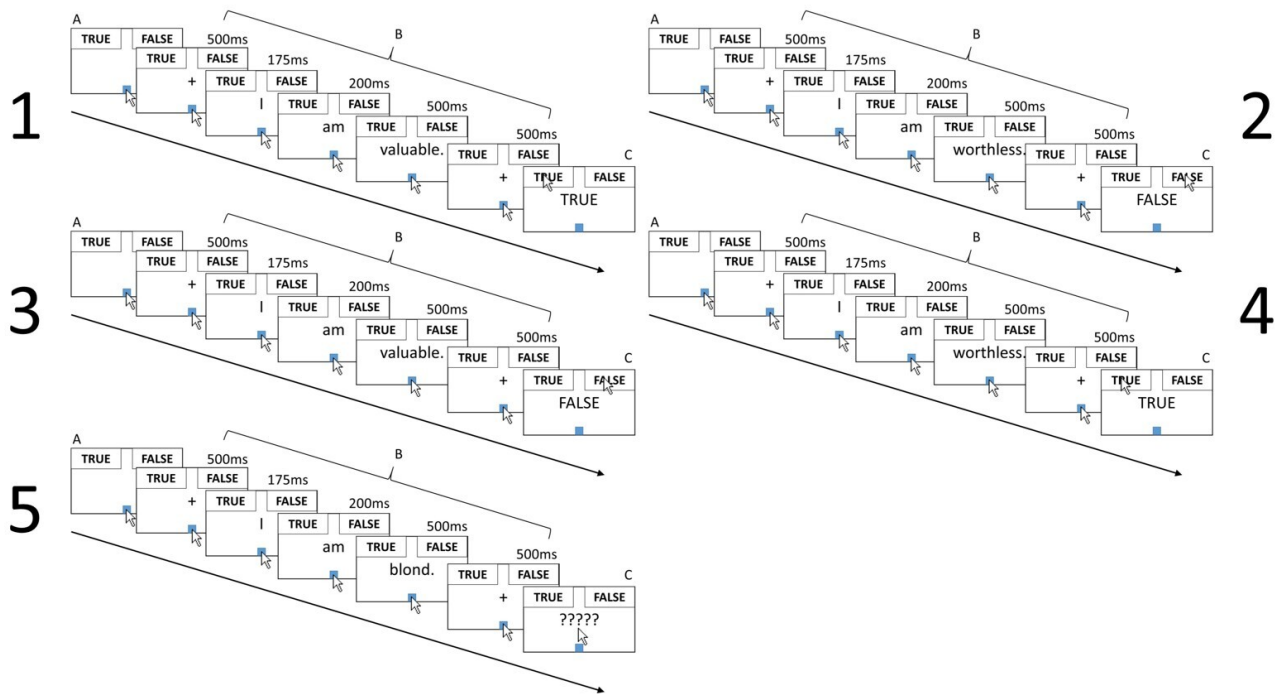 1
A
B
TRUE FALSE
500ms
TRUE FALSE
+
175ms
TRUE FALSE
I
200ms
TRUE FALSE
am
500ms
TRUE FALSE
valuable.
500ms
TRUE FALSE
+
C
TRUE FALSE
TRUE
2
A
B
TRUE FALSE
500ms
TRUE FALSE
+
175ms
TRUE FALSE
I
200ms
TRUE FALSE
am
500ms
TRUE FALSE
worthless.
500ms
TRUE FALSE
+
C
TRUE FALSE
FALSE
3
A
B
TRUE FALSE
500ms
TRUE FALSE
+
175ms
TRUE FALSE
I
200ms
TRUE FALSE
am
500ms
TRUE FALSE
valuable.
500ms
TRUE FALSE
+
C
TRUE FALSE
FALSE
4
A
B
TRUE FALSE
500ms
TRUE FALSE
+
175ms
TRUE FALSE
I
200ms
TRUE FALSE
am
500ms
TRUE FALSE
worthless.
500ms
TRUE FALSE
+
C
TRUE FALSE
TRUE
5
A
B
TRUE FALSE
500ms
TRUE FALSE
+
175ms
TRUE FALSE
I
200ms
TRUE FALSE
am
500ms
TRUE FALSE
blond.
500ms
TRUE FALSE
+
C
TRUE FALSE
?????